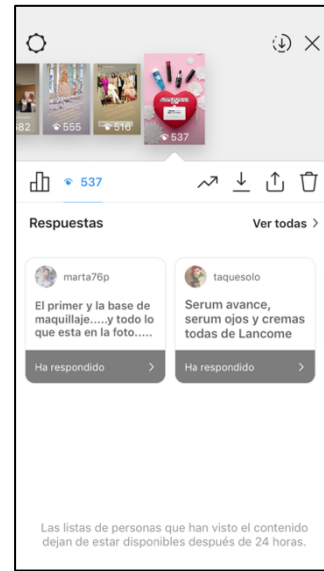 682
555
516
537
537
Respuestas
Ver todas >
marta76p
El primer y la base de
maquillaje.....y todo lo
que esta en la foto.....
Ha respondido >
taquesolo
Serum avance,
serum ojos y cremas
todas de Lancome
Ha respondido >
Las listas de personas que han visto el contenido
dejan de estar disponibles después de 24 horas.